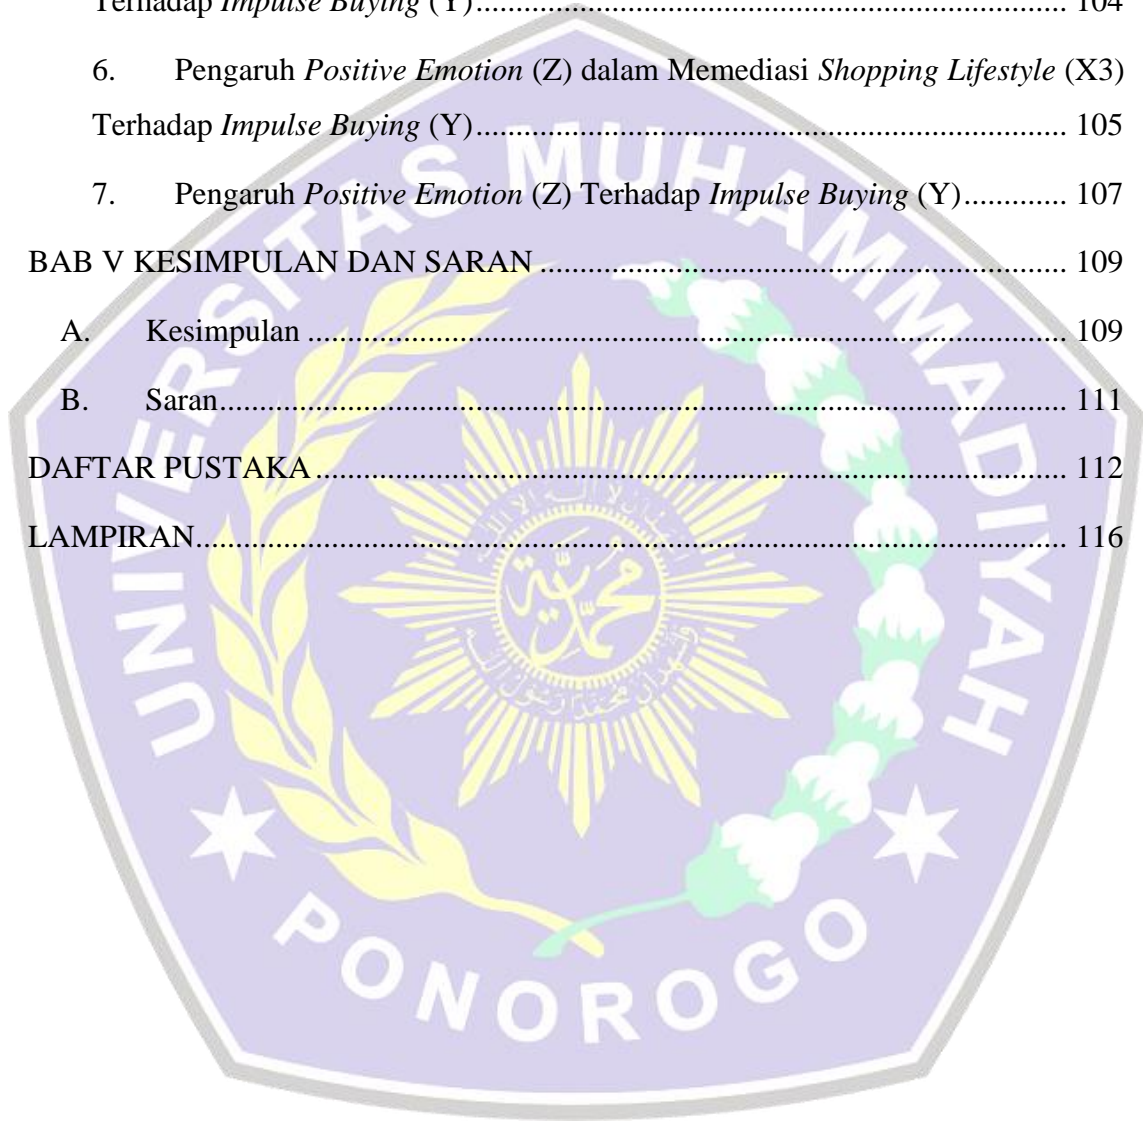 Terhadap Impulse Buying (Y)........................................................................... 104
6. Pengaruh Positive Emotion (Z) dalam Memediasi Shopping Lifestyle (X3)
Terhadap Impulse Buying (Y)........................................................................... 105
7. Pengaruh Positive Emotion (Z) Terhadap Impulse Buying (Y)............. 107
BAB V KESIMPULAN DAN SARAN ................................................................... 109
A. Kesimpulan ................................................................................................ 109
B. Saran............................................................................................................ 111
DAFTAR PUSTAKA ............................................................................................... 112
LAMPIRAN............................................................................................................... 116
UNIVERSITAS MUHAMMADIYAH
محمدية
PONOROGO